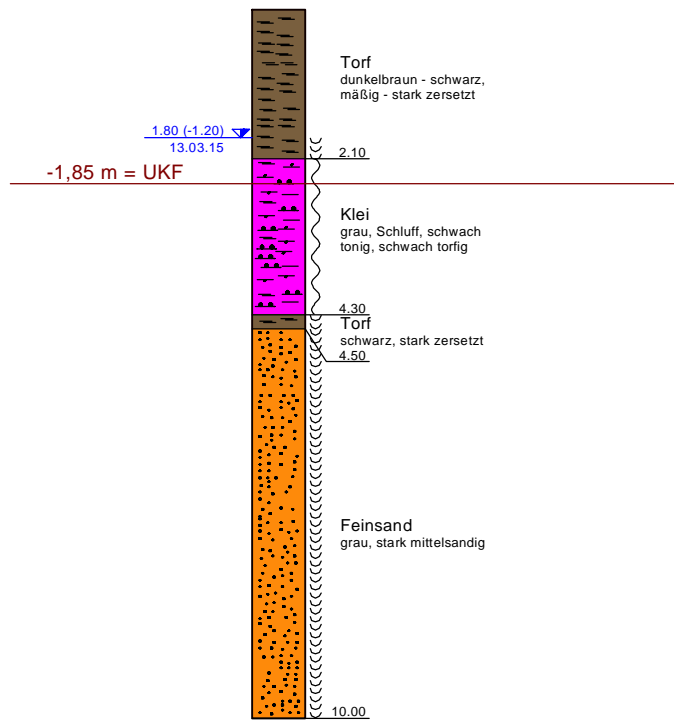 Torf
dunkelbraun - schwarz,
mäßig - stark zersetzt
1.80 (-1.20)
13.03.15
2.10
-1,85 m = UKF
Klei
grau, Schluff, schwach
tonig, schwach torfig
4.30
Torf
schwarz, stark zersetzt
4.50
Feinsand
grau, stark mittelsandig
10.00